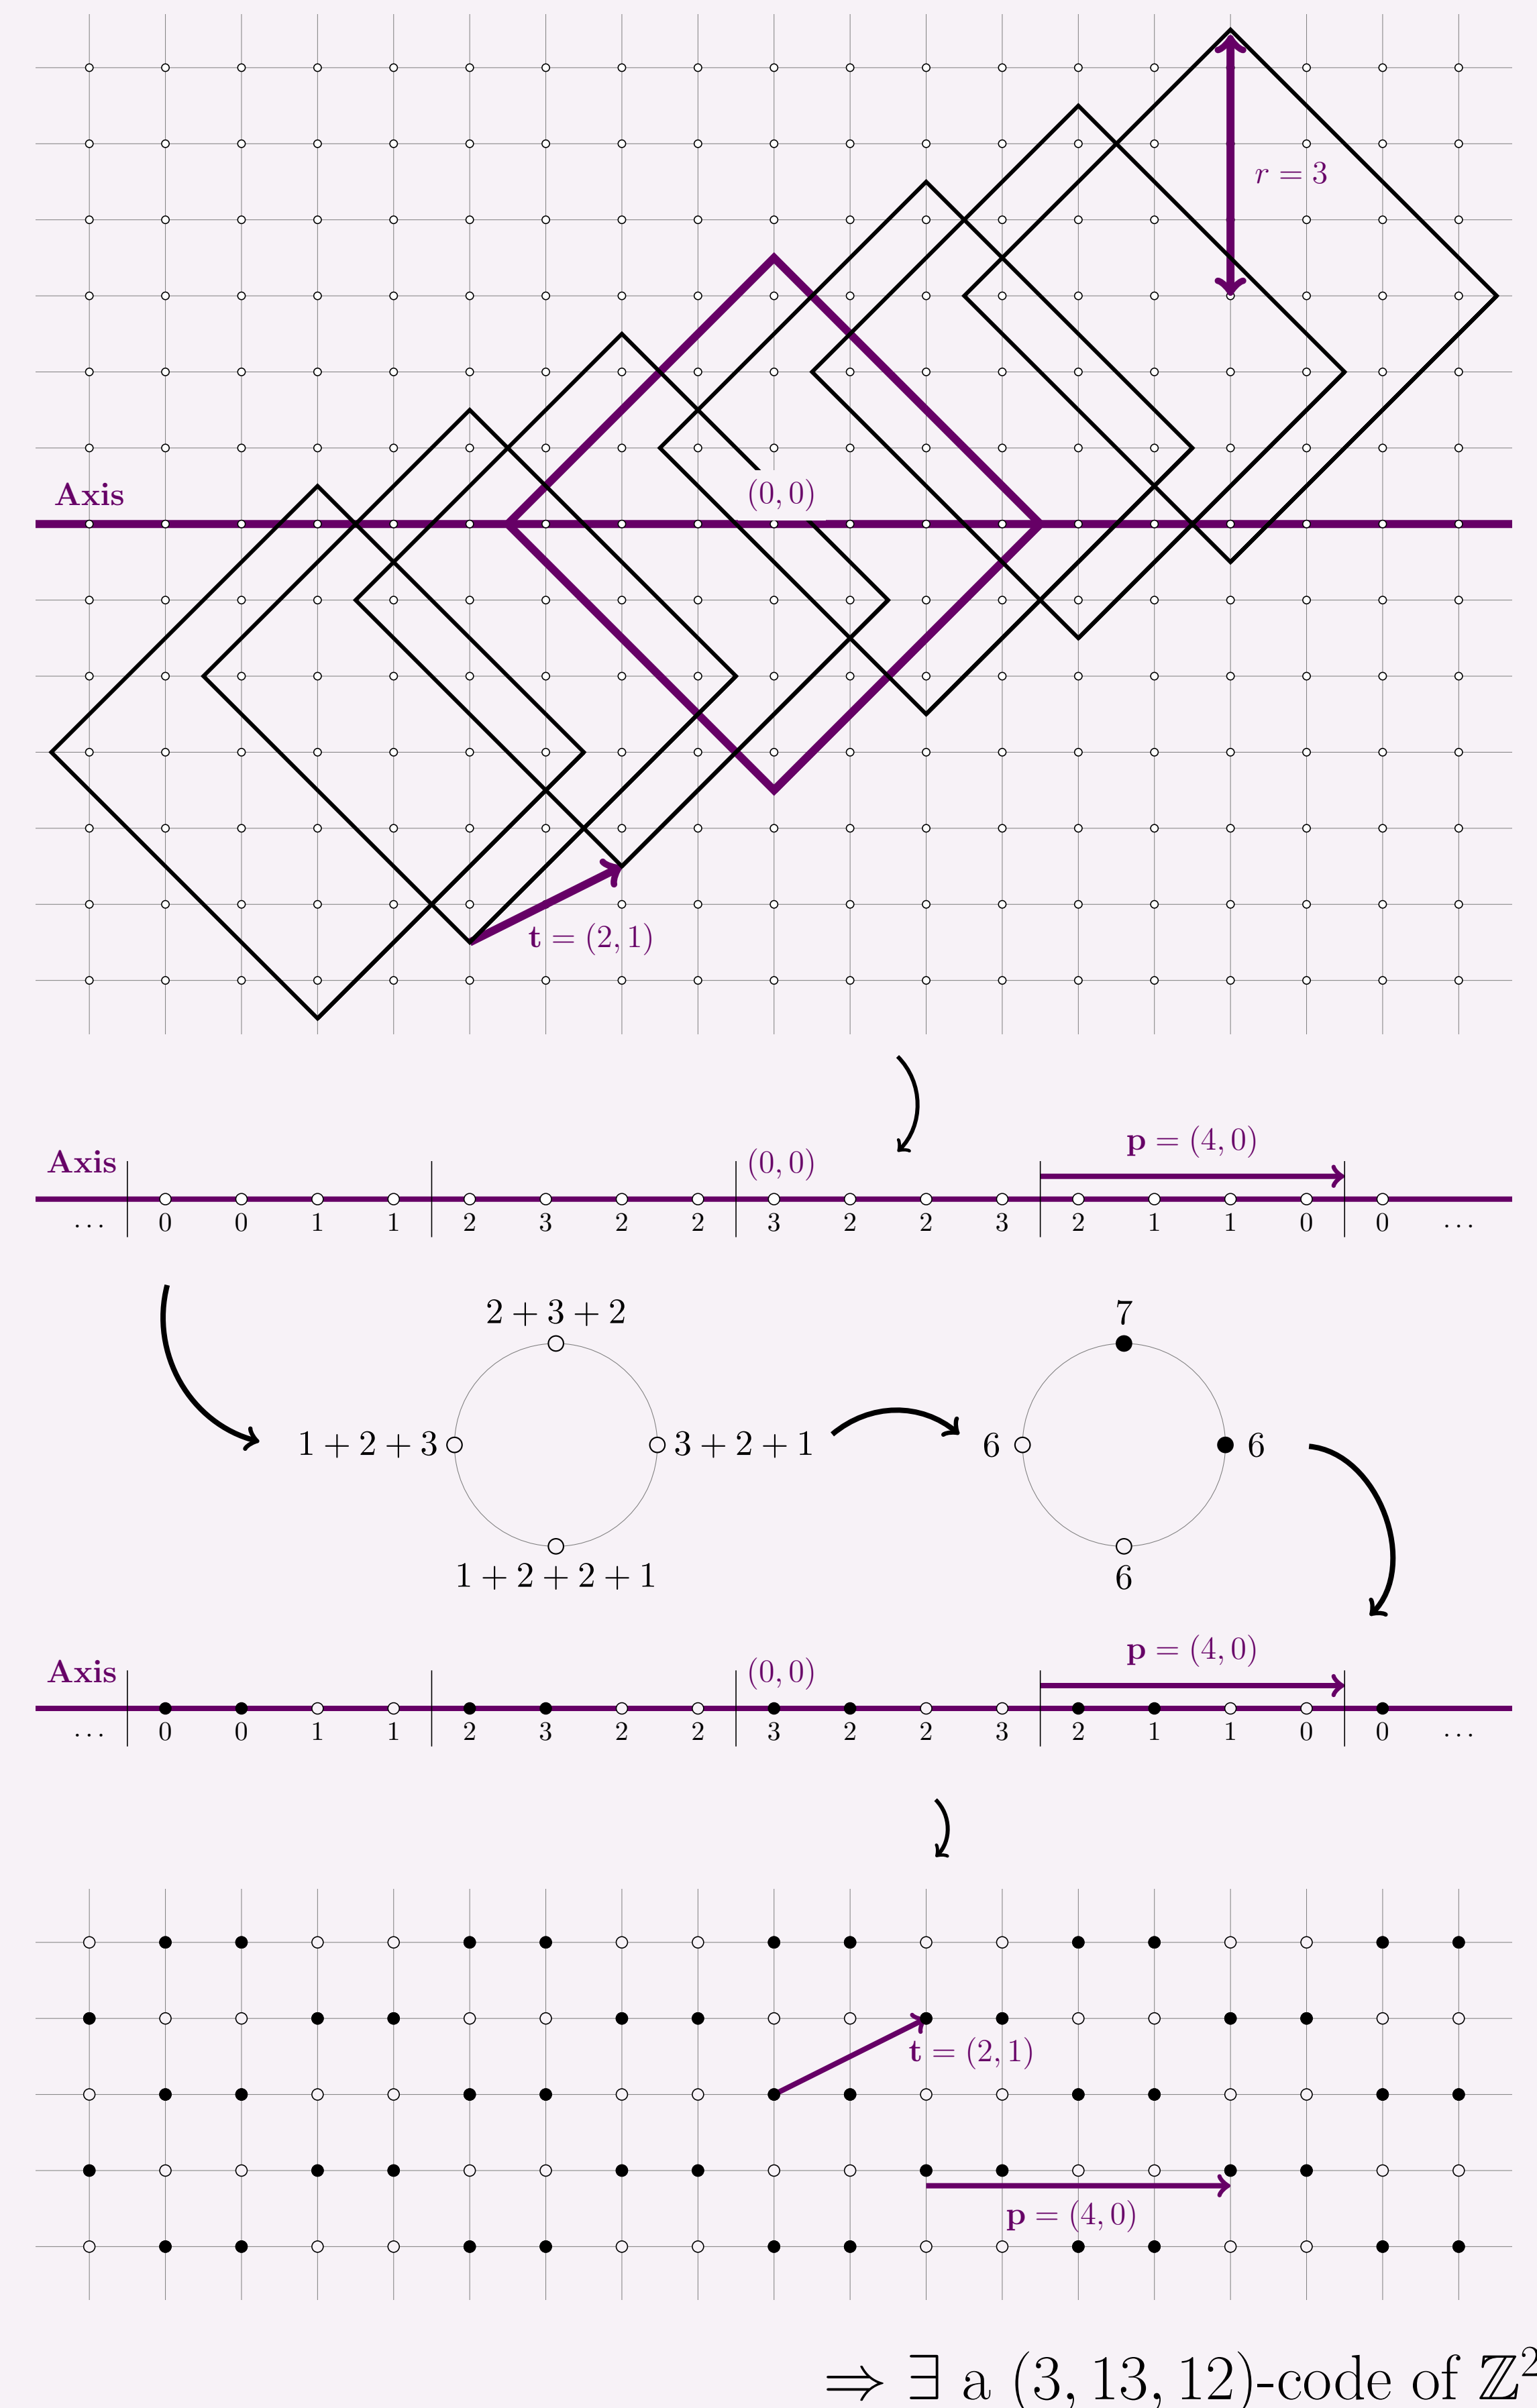 r = 3
Axis
(0, 0)
t = (2, 1)
p = (4, 0)
Axis
(0, 0)
... 0 0 1 1 2 3 2 2 3 2 2 3 2 1 1 0 0 ...
2 + 3 + 2
7
1 + 2 + 3
3 + 2 + 1
6
6
1 + 2 + 2 + 1
6
p = (4, 0)
Axis
(0, 0)
... 0 0 1 1 2 3 2 2 3 2 2 3 2 1 1 0 0 ...
t = (2, 1)
p = (4, 0)
⇒ ∃ a (3, 13, 12)-code of ℤ²